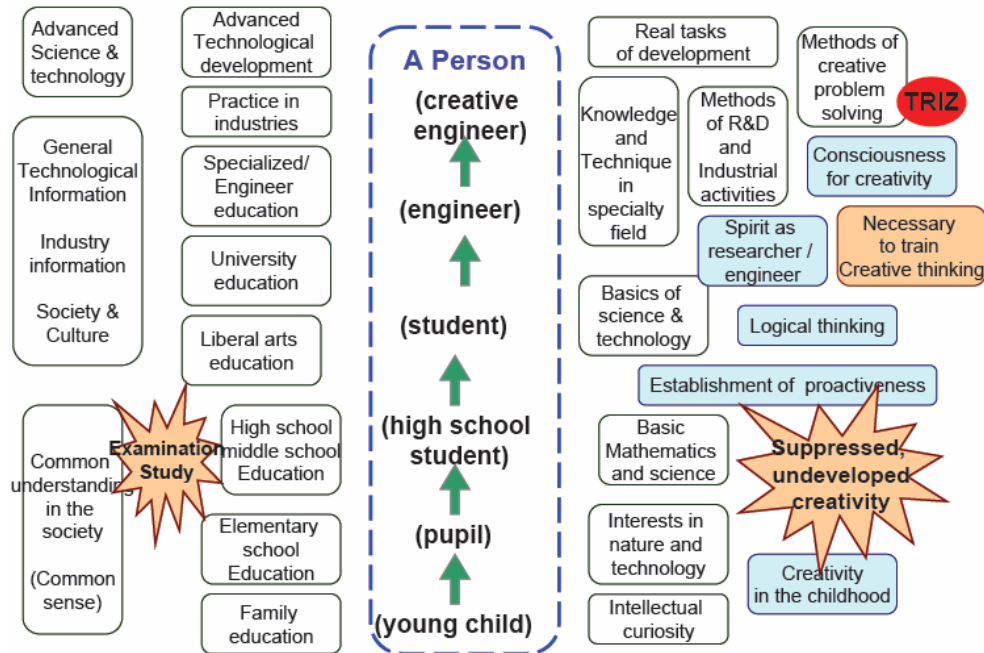 Advanced
Science &
technology
General
Technological
Information
Industry
information
Society &
Culture
Common
understanding
in the
society
(Common
sense)
Examination
Study
Advanced
Technological
development
Practice in
industries
Specialized/
Engineer
education
University
education
Liberal arts
education
High school
middle school
Education
Elementary
school
Education
Family
education
A Person
(creative
engineer)
(engineer)
(student)
(high school
student)
(pupil)
(young child)
Real tasks
of development
Methods of
creative
problem
solving
TRIZ
Knowledge
and
Technique
in
specialty
field
Methods
of R&D
and
Industrial
activities
Consciousness
for creativity
Spirit as
researcher /
engineer
Necessary
to train
Creative thinking
Basics of
science &
technology
Logical thinking
Establishment of proactiveness
Basic
Mathematics
and science
Suppressed,
undeveloped
creativity
Interests in
nature and
technology
Creativity
in the childhood
Intellectual
curiosity